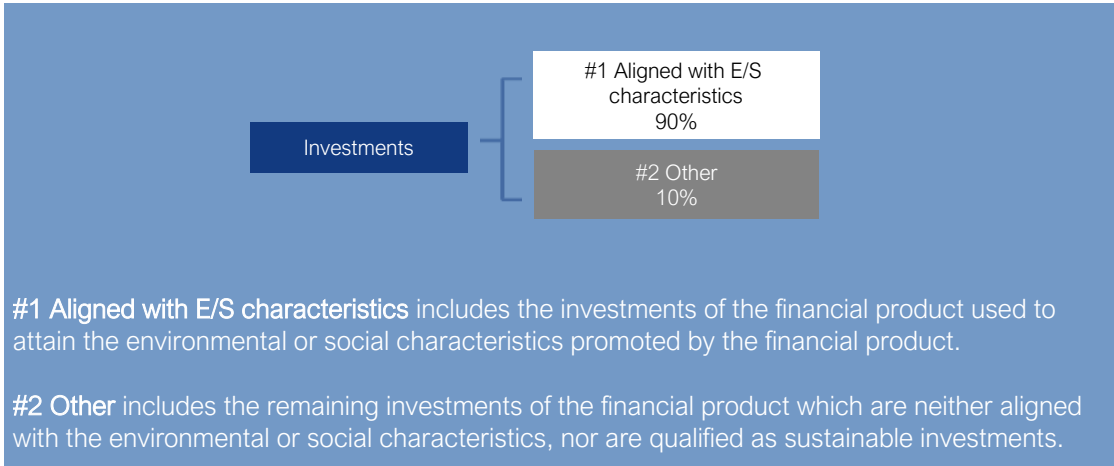 #1 Aligned with E/S
characteristics
90%
Investments
#2 Other
10%
#1 Aligned with E/S characteristics includes the investments of the financial product used to
attain the environmental or social characteristics promoted by the financial product.
#2 Other includes the remaining investments of the financial product which are neither aligned
with the environmental or social characteristics, nor are qualified as sustainable investments.